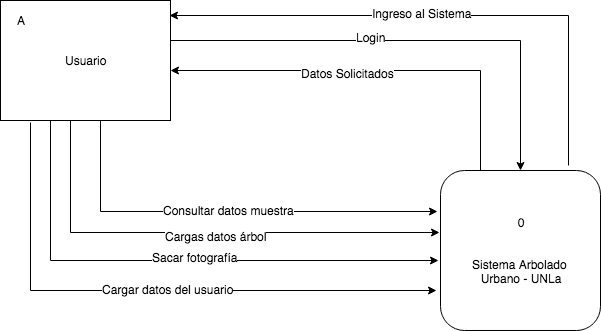 A
Usuario
Ingreso al Sistema
Login
Datos Solicitados
Consultar datos muestra
Cargas datos árbol
Sacar fotografía
Cargar datos del usuario
0
Sistema Arbolado
Urbano - UNLa